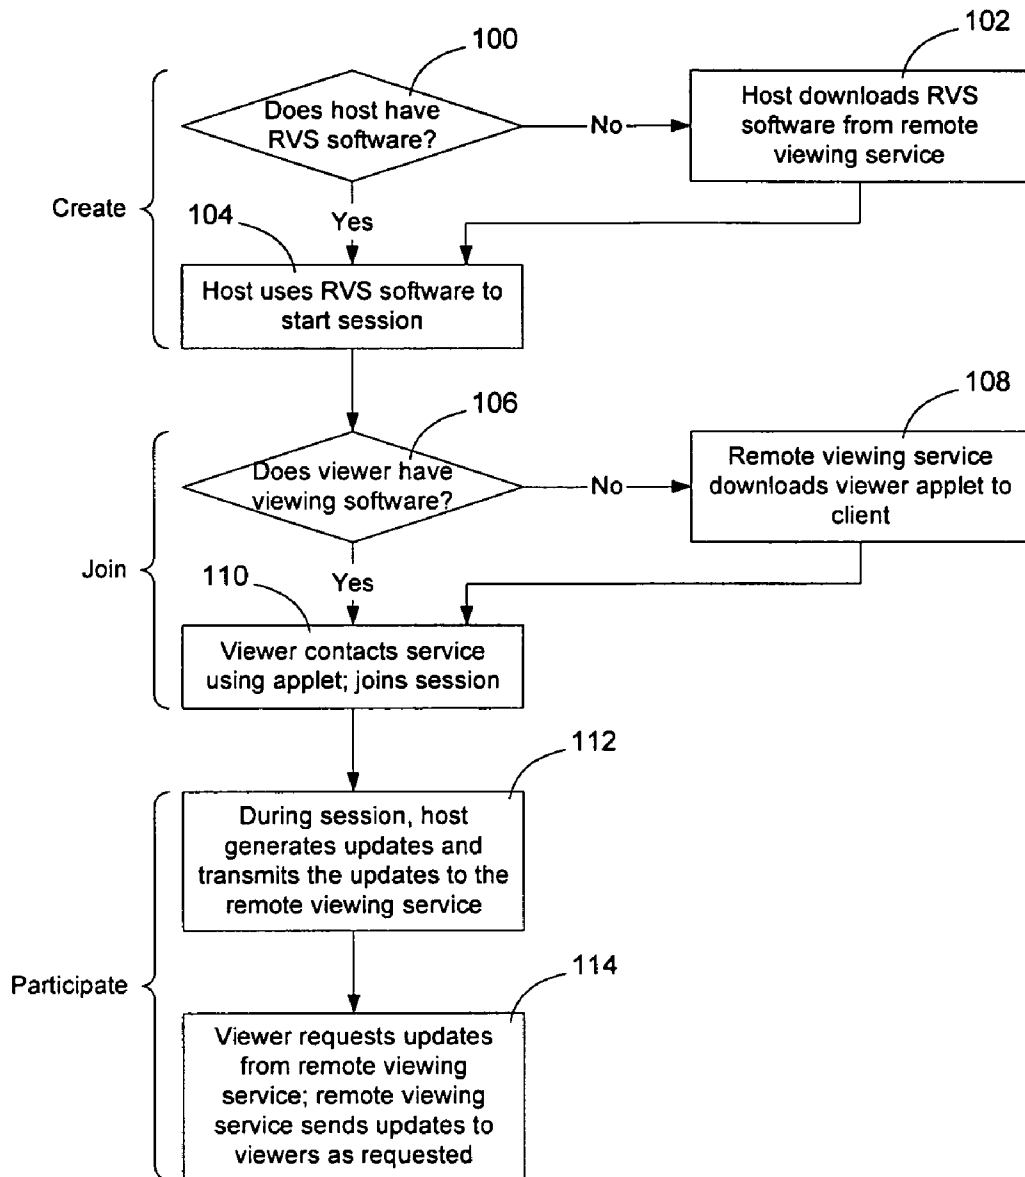 100
102
Does host have
RVS software?
No
Host downloads RVS
software from remote
viewing service
Create
104
Yes
Host uses RVS software to
start session
106
108
Does viewer have
viewing software?
No
Remote viewing service
downloads viewer applet to
client
Join
110
Yes
Viewer contacts service
using applet; joins session
112
During session, host
generates updates and
transmits the updates to the
remote viewing service
Participate
114
Viewer requests updates
from remote viewing
service; remote viewing
service sends updates to
viewers as requested